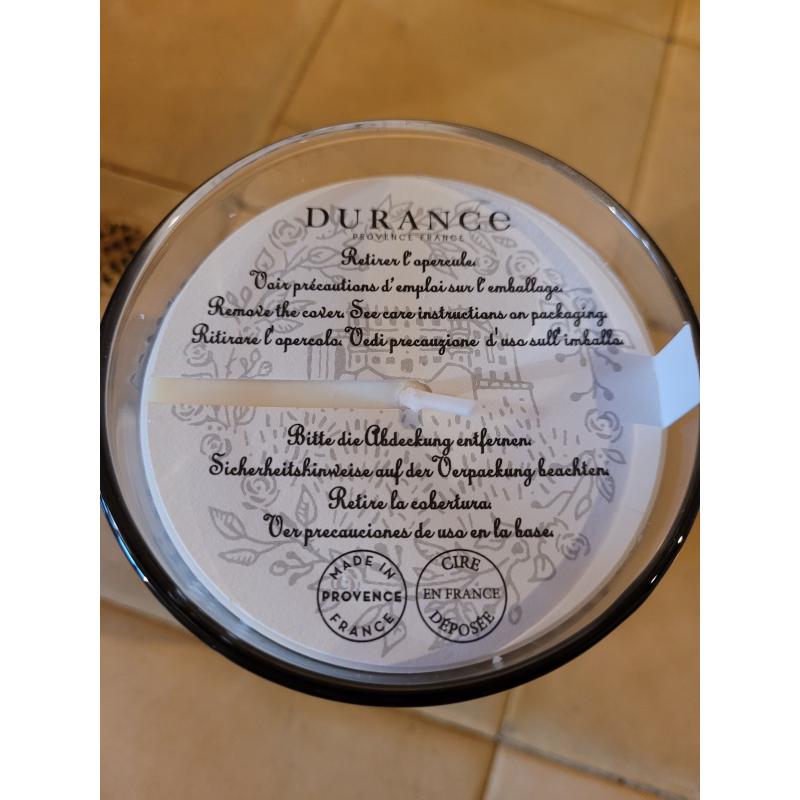 DURANCE
PROVENCE FRANCE
Retirer l'opercule.
Voir précautions d'emploi sur l'emballage.
Remove the cover. See care instructions on packaging.
Ritirare l'opercolo. Vedi precauzione d'uso sull'imballo.
Bitte die Abdeckung entfernen.
Sicherheitshinweise auf der Verpackung beachten.
Retire la cobertura.
Ver precauciones de uso en la base.
MADE IN
PROVENCE
FRANCE
CIRE
EN FRANCE
DÉPOSÉE